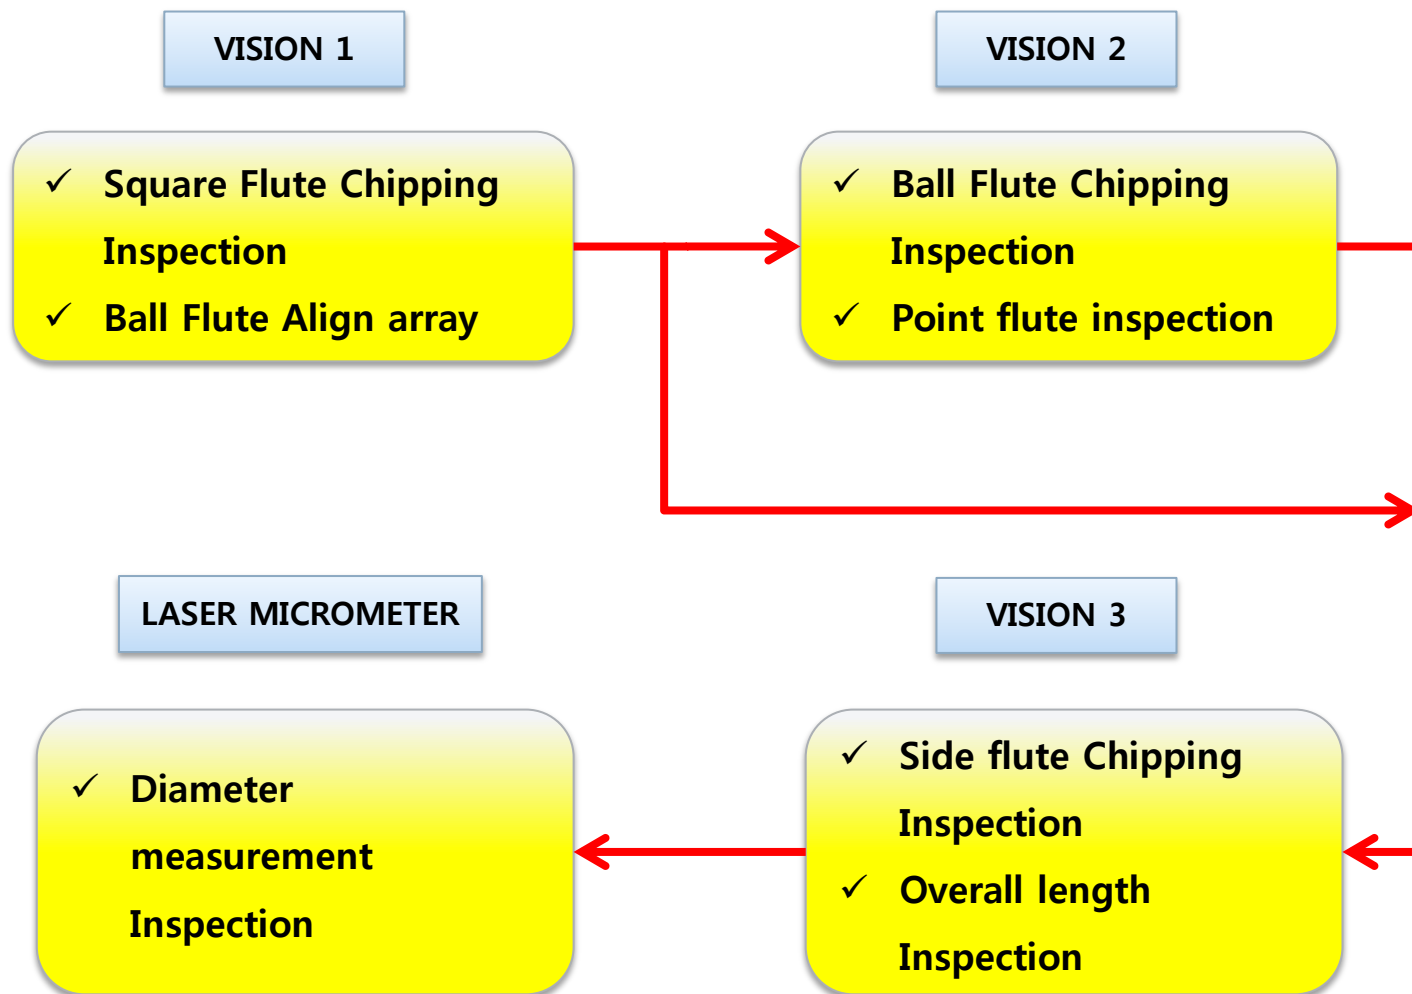 VISION 1
VISION 2
✓ Square Flute Chipping
Inspection
✓ Ball Flute Align array
✓ Ball Flute Chipping
Inspection
✓ Point flute inspection
LASER MICROMETER
VISION 3
✓ Diameter
measurement
Inspection
✓ Side flute Chipping
Inspection
✓ Overall length
Inspection